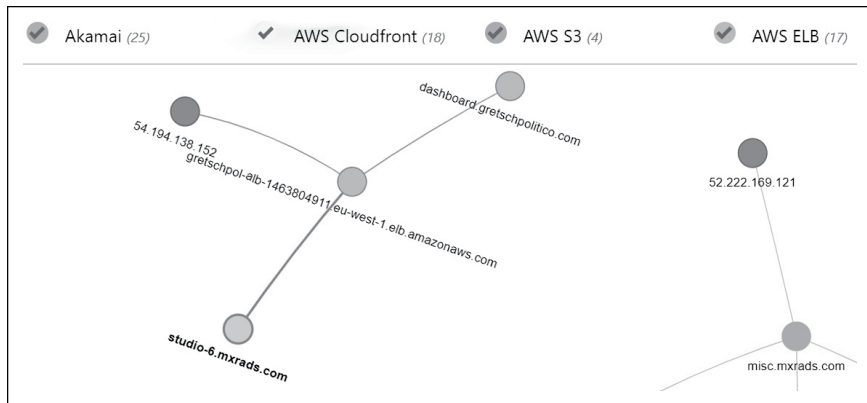 Akamai (25)
AWS Cloudfront (18)
AWS S3 (4)
AWS ELB (17)
dashboard.gretschpolitico.com
54.194.138.152
gretschpol-alb-1463804911.eu-west-1.elb.amazonaws.com
52.222.169.121
studio-6.mxrads.com
misc.mxrads.com